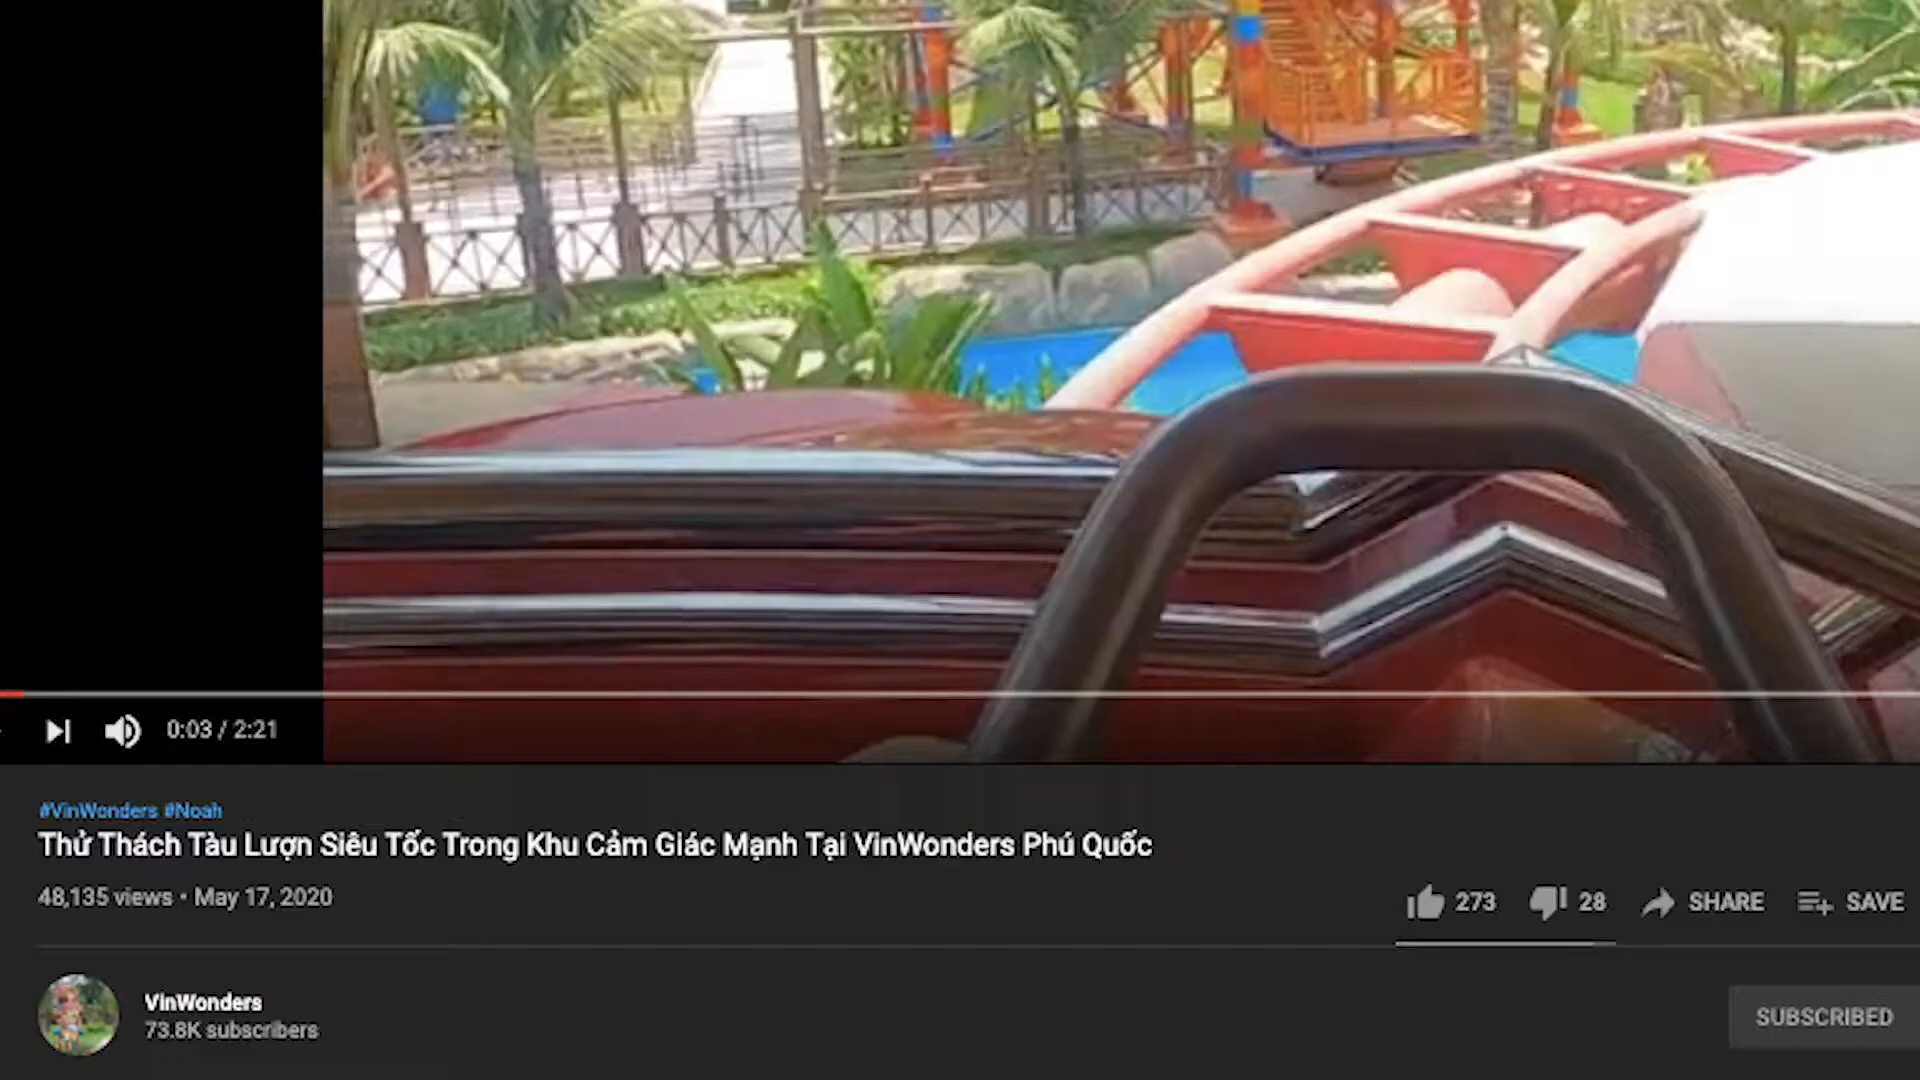 0:03 / 2:21
#VinWonders #Noah
Thử Thách Tàu Lượn Siêu Tốc Trong Khu Cảm Giác Mạnh Tại VinWonders Phú Quốc
48,135 views • May 17, 2020
273 28 SHARE SAVE
VinWonders
73.8K subscribers
SUBSCRIBED